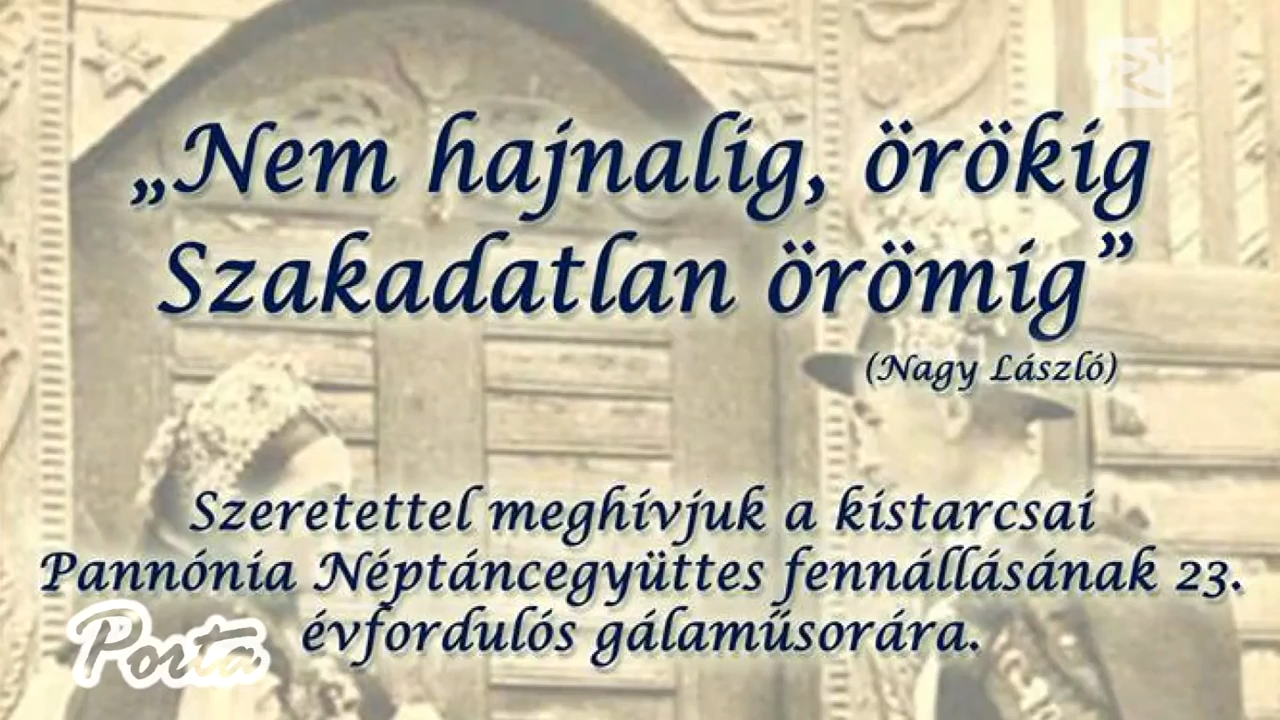 „Nem hajnalig, örökig
Szakadatlan örömig”
(Nagy László)
Szeretettel meghívjuk a kistarcsai
Pannónia Néptáncegyüttes fennállásának 23.
évfordulós gálaműsorára.
Porta